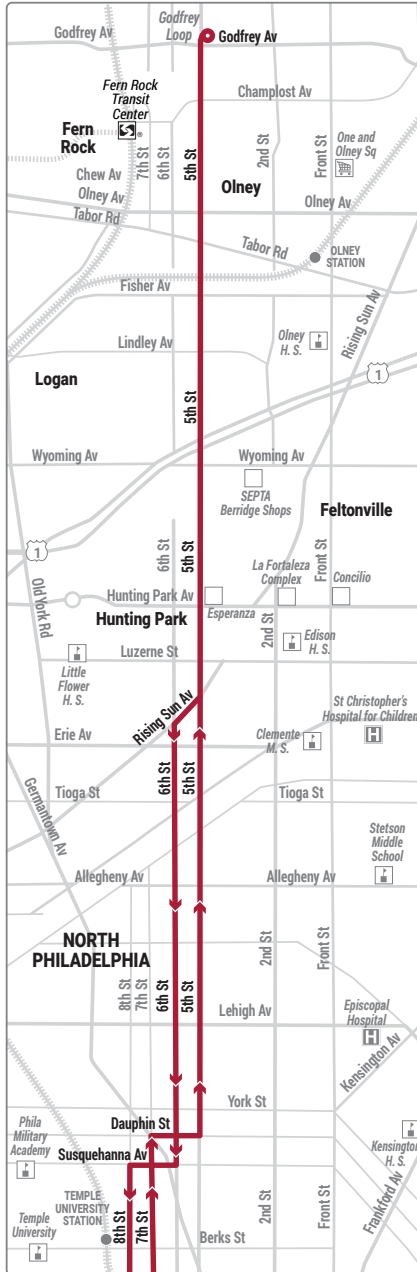 Godfrey
Loop
Godfrey Av
Godfrey Av
Fern Rock
Transit
Center
®
Champlost Av
Fern
Rock
7th St
6th St
5th St
2nd St
Front St
One and
Olney Sq
Chew Av
Olney
Olney Av
Olney Av
Tabor Rd
Tabor Rd
OLNEY
STATION
Fisher Av
Rising Sun Av
Lindley Av
Olney
H. S.
1
Logan
5th St
Wyoming Av
Wyoming Av
SEPTA
Berridge Shops
Feltonville
1
6th St
5th St
Front St
La Fortaleza
Complex
Concilio
Old York Rd
Hunting Park Av
Esperanza
Hunting Park
2nd St
Edison
H. S.
Luzerne St
Little
Flower
H. S.
Rising Sun Av
St Christopher's
Hospital for Children
H
Erie Av
Clemente
M. S.
6th St
5th St
Germantown Av
Tioga St
Tioga St
Stetson
Middle
School
Allegheny Av
Allegheny Av
NORTH
PHILADELPHIA
8th St
7th St
6th St
5th St
2nd St
Front St
Lehigh Av
Episcopal
Hospital
H
Kensington Av
York St
Dauphin St
Phila
Military
Academy
Susquehanna Av
Kensington
H. S.
TEMPLE
UNIVERSITY
STATION
8th St
7th St
2nd St
Front St
Frankford Av
Temple
University
Berks St